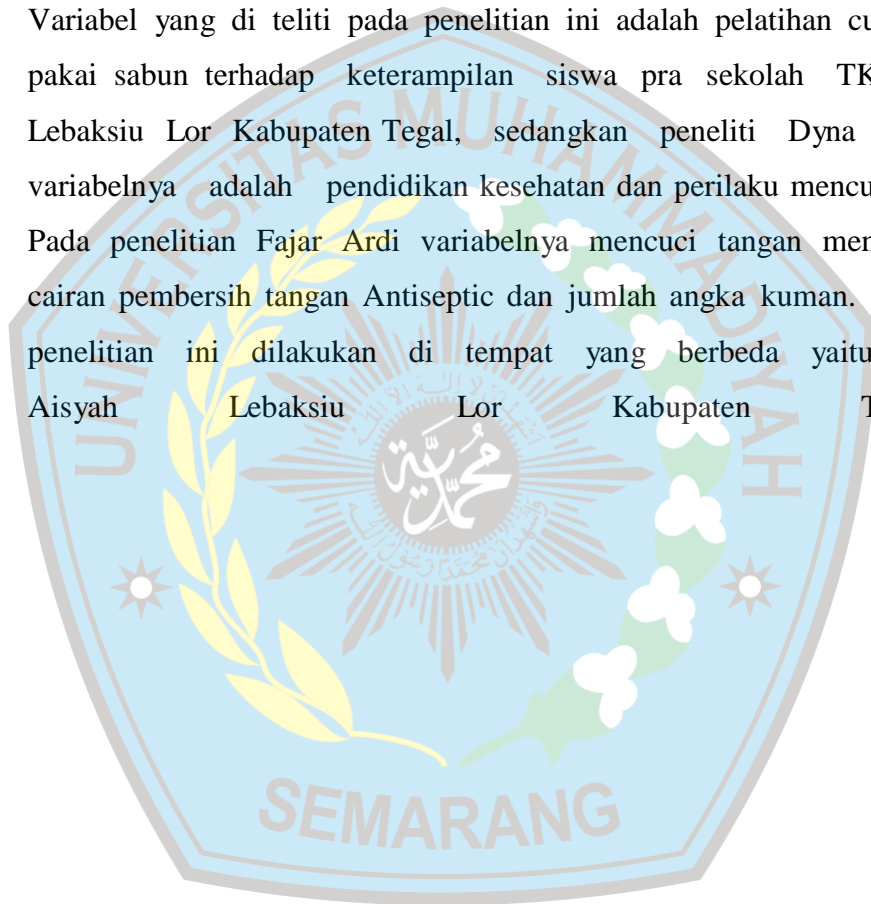 Variabel yang di teliti pada penelitian ini adalah pelatihan
pakai sabun terhadap keterampilan siswa pra sekolah TK
Lebaksiu Lor Kabupaten Tegal, sedangkan peneliti Dyna
variabelnya adalah pendidikan kesehatan dan perilaku
Pada penelitian Fajar Ardi variabelnya mencuci tangan
cairan pembersih tangan Antiseptic dan jumlah angka kuman.
penelitian ini dilakukan di tempat yang berbeda yaitu
Aisyah Lebaksiu Lor Kabupaten
UNIVERSITAS MUHAMMADIYAH
محمدية
SEMARANG